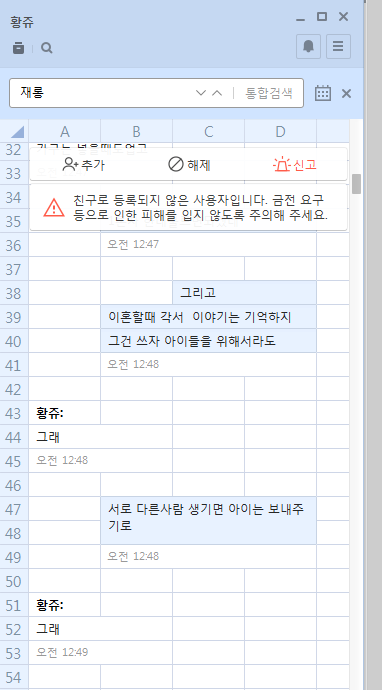 황쥬
재롱
통합검색
A B C D
32
추가 해제 신고
33
친구로 등록되지 않은 사용자입니다. 금전 요구
등으로 인한 피해를 입지 않도록 주의해 주세요.
34
35
36 오전 12:47
37
38 그리고
39 이혼할때 각서 이야기는 기억하지
40 그건 쓰자 아이들을 위해서라도
41 오전 12:48
42
43 황쥬:
44 그래
45 오전 12:48
46
47 서로 다른사람 생기면 아이는 보내주
48 기로
49 오전 12:48
50
51 황쥬:
52 그래
53 오전 12:49
54